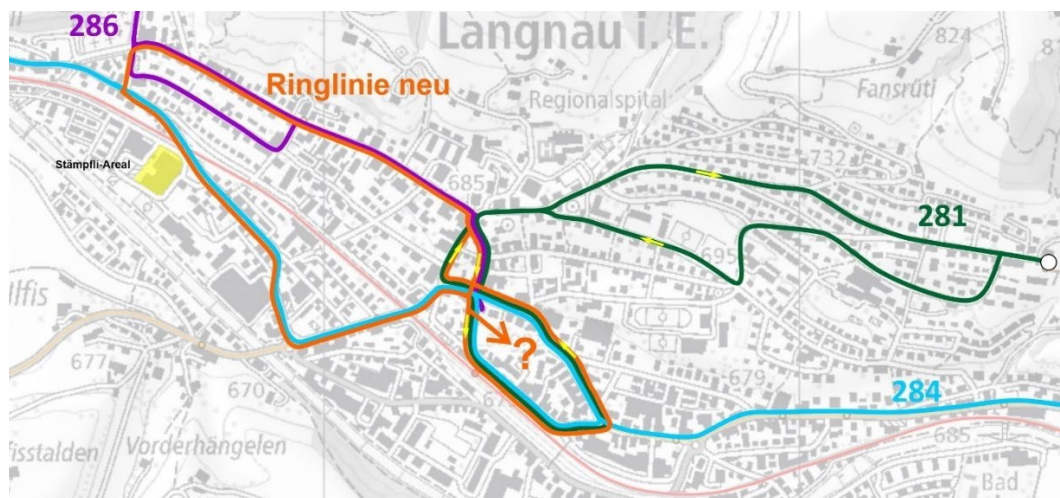 286
Langnau i. E.
824
Ringlinie neu
Regionalspital
Fansrüti
Stämpfli-Areal
685
32
281
695
ilfis
?
677
670
679
284
685
isstalden
Vorderhängelen
Bad